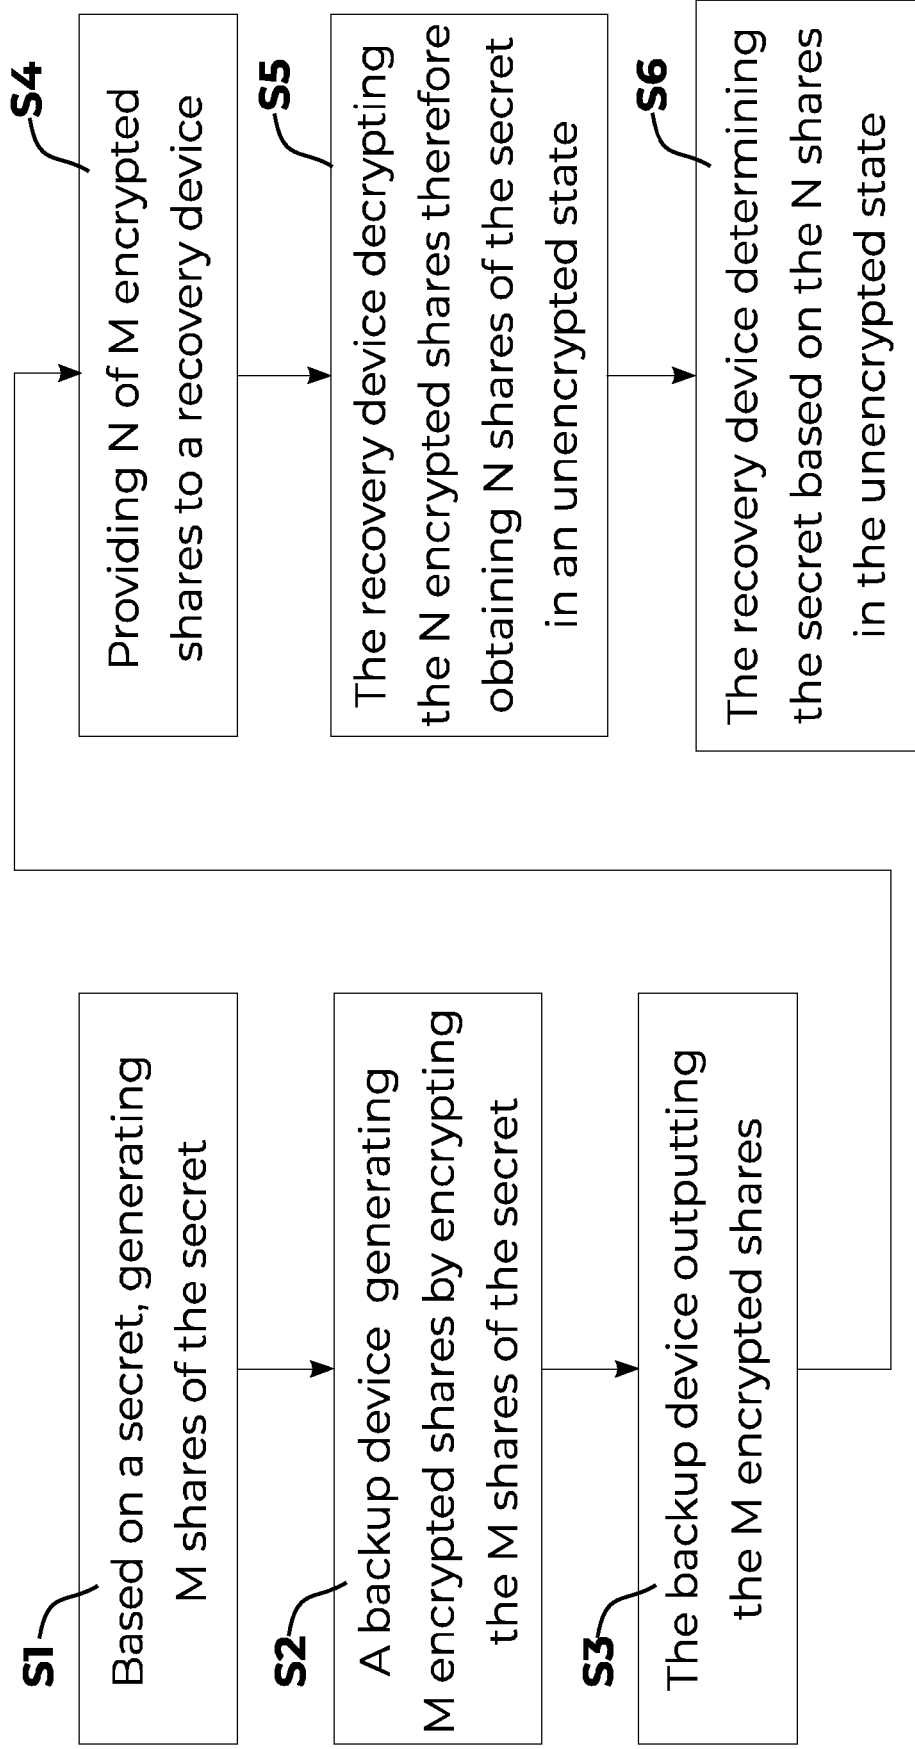 S1
Based on a secret, generating
M shares of the secret
S2
A backup device generating
M encrypted shares by encrypting
the M shares of the secret
S3
The backup device outputting
the M encrypted shares
S4
Providing N of M encrypted
shares to a recovery device
S5
The recovery device decrypting
the N encrypted shares therefore
obtaining N shares of the secret
in an unencrypted state
S6
The recovery device determining
the secret based on the N shares
in the unencrypted state